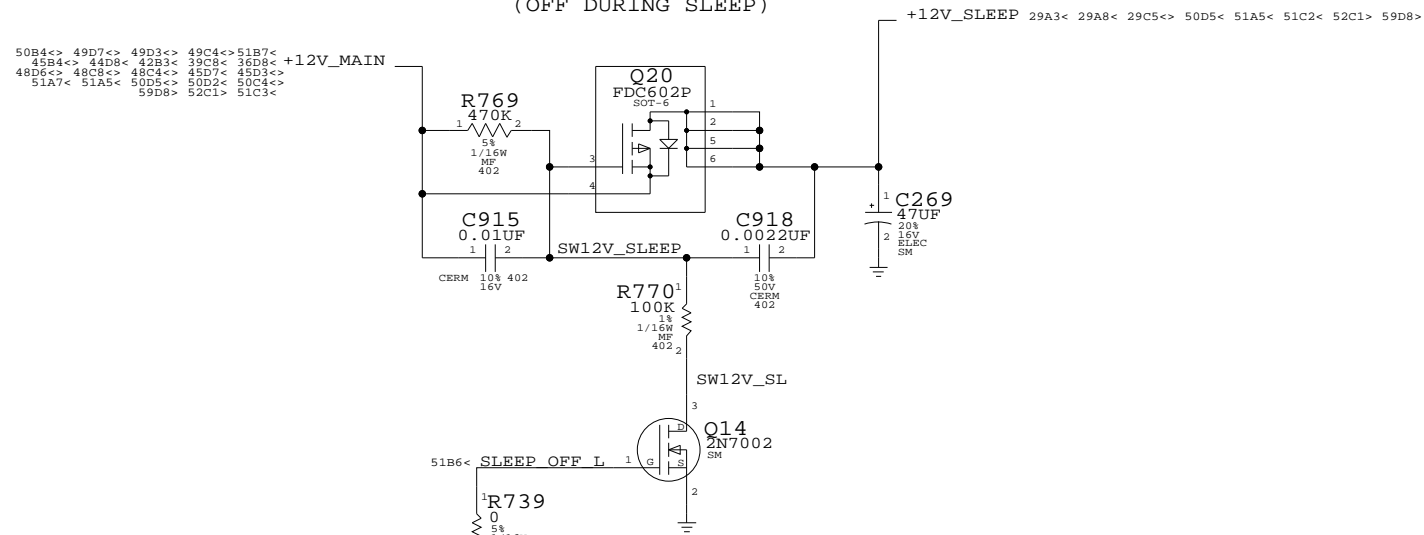 (OFF DURING SLEEP)
+12V_SLEEP 29A3< 29A8< 29C5<> 50D5< 51A5< 51C2< 52C1> 59D8>
50B4<> 49D7<> 49D3<> 49C4<>51B7<
45B4<> 44D8< 42B3< 39C8< 36D8<
48D6<> 48C8<> 48C4<> 45D7< 45D3<>
51A7< 51A5< 50D5<> 50D2< 50C4<>
59D8> 52C1> 51C3<
+12V_MAIN
R769
470K
1 2
5%
1/16W
MF
402
Q20
FDC602P
SOT-6
1
2
5
6
3
4
C915
0.01UF
1 2
CERM 10% 402
16V
SW12V_SLEEP
C918
0.0022UF
1 2
10%
50V
CERM
402
1 C269
+ 47UF
20%
2 16V
ELEC
SM
R770 1
100K
1%
1/16W
MF
402 2
SW12V_SL
3
D
Q14
2N7002
SM
1 G S
2
51B6< SLEEP_OFF_L
1 R739
0
5%